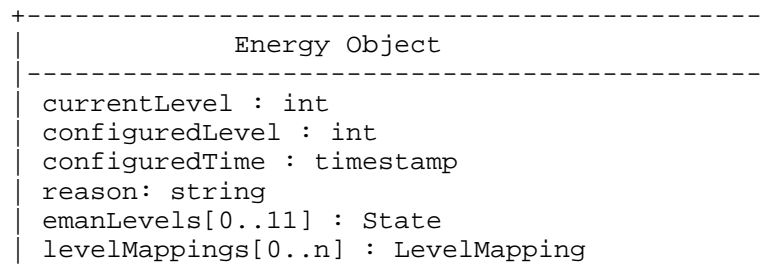 +----------------------------------------------
|             Energy Object
|----------------------------------------------
| currentLevel : int
| configuredLevel : int
| configuredTime : timestamp
| reason: string
| emanLevels[0..11] : State
| levelMappings[0..n] : LevelMapping